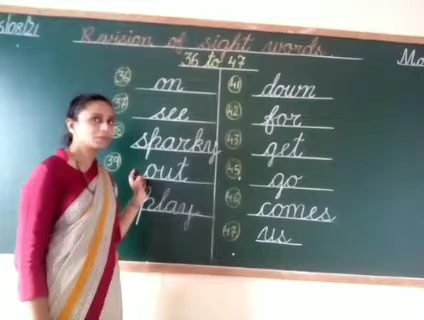 Revision of sight words
36 to 47
36 on
37 see
38 sparky
39 out
play
41 down
42 for
43 get
45 go
46 comes
47 us